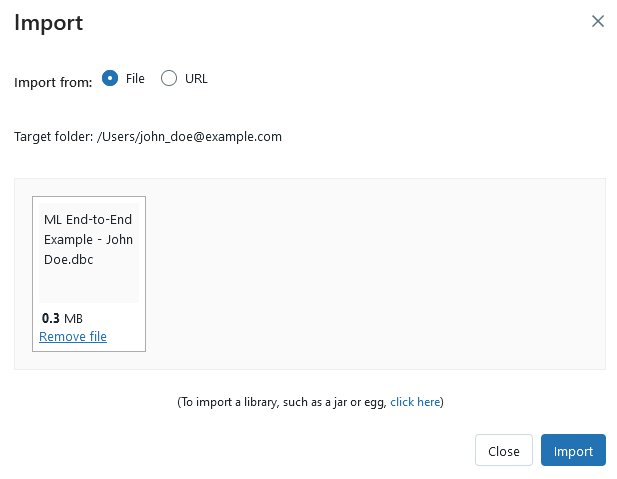 Import
Import from: File URL
Target folder: /Users/john_doe@example.com
ML End-to-End
Example - John
Doe.dbc
0.3 MB
Remove file
(To import a library, such as a jar or egg, click here)
Close Import